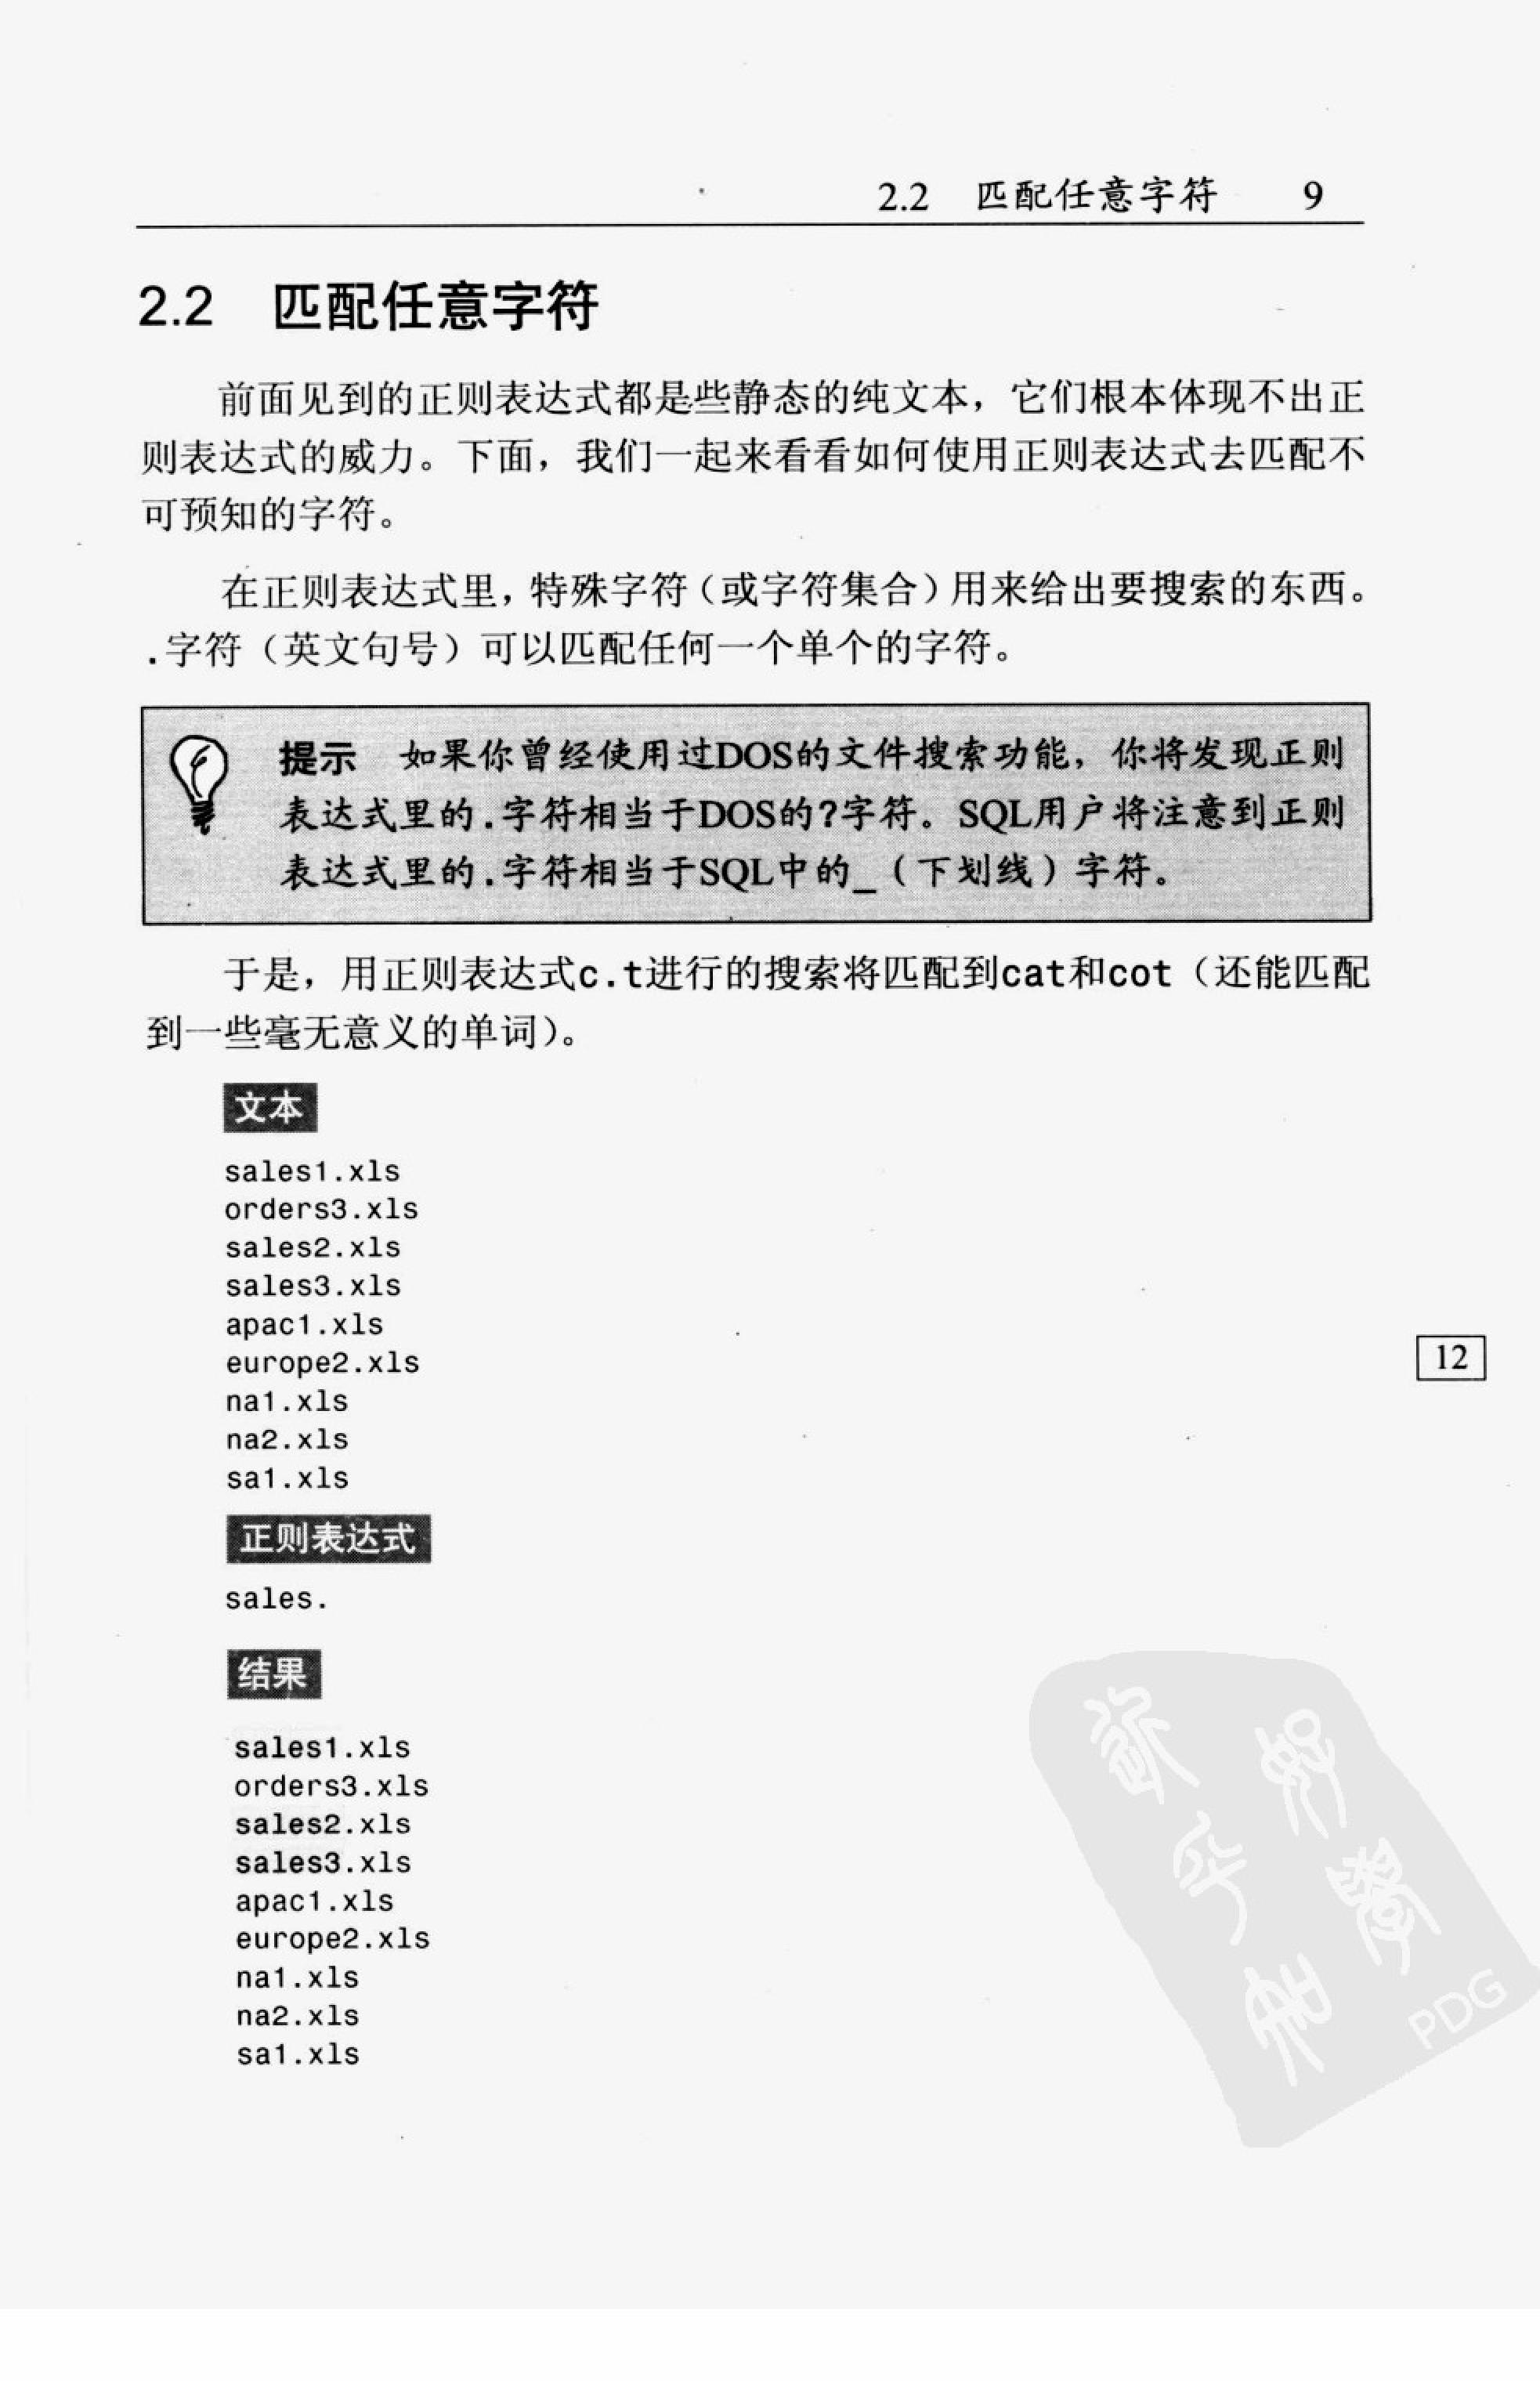 2.2 匹配任意字符 9
2.2 匹配任意字符
前面见到的正则表达式都是些静态的纯文本，它们根本体现不出正
则表达式的威力。下面，我们一起来看看如何使用正则表达式去匹配不
可预知的字符。
在正则表达式里，特殊字符（或字符集合）用来给出要搜索的东西。
.字符（英文句号）可以匹配任何一个单个的字符。
提示 如果你曾经使用过DOS的文件搜索功能，你将发现正则
表达式里的.字符相当于DOS的?字符。SQL用户将注意到正则
表达式里的.字符相当于SQL中的_（下划线）字符。
于是，用正则表达式c.t进行的搜索将匹配到cat和cot（还能匹配
到一些毫无意义的单词）。
文本
sales1.xls
orders3.xls
sales2.xls
sales3.xls
apac1.xls
europe2.xls
12
na1.xls
na2.xls
sa1.xls
正则表达式
sales.
结果
sales1.xls
orders3.xls
sales2.xls
sales3.xls
apac1.xls
europe2.xls
na1.xls
na2.xls
sa1.xls
PDG